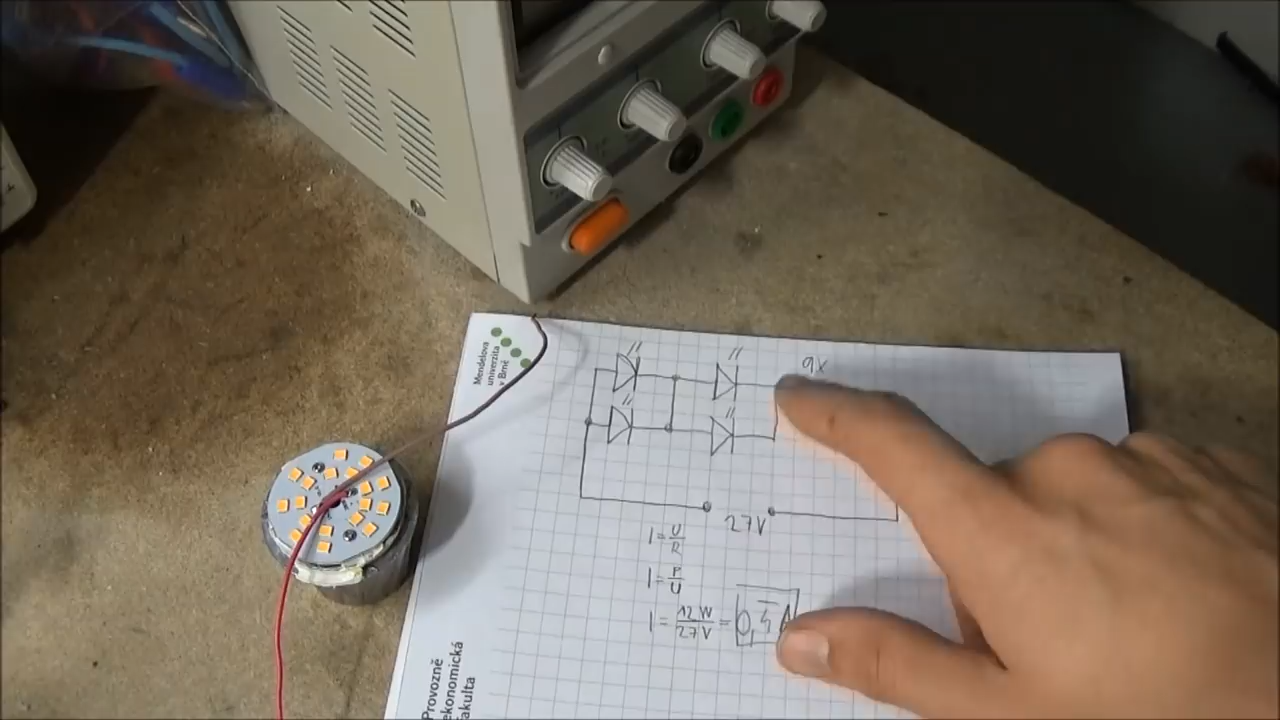 Mendelova
univerzita
v Brně
9x
27V
I = U/R
I = P/U
I = 12W/27V =
Provozně
ekonomická
fakulta